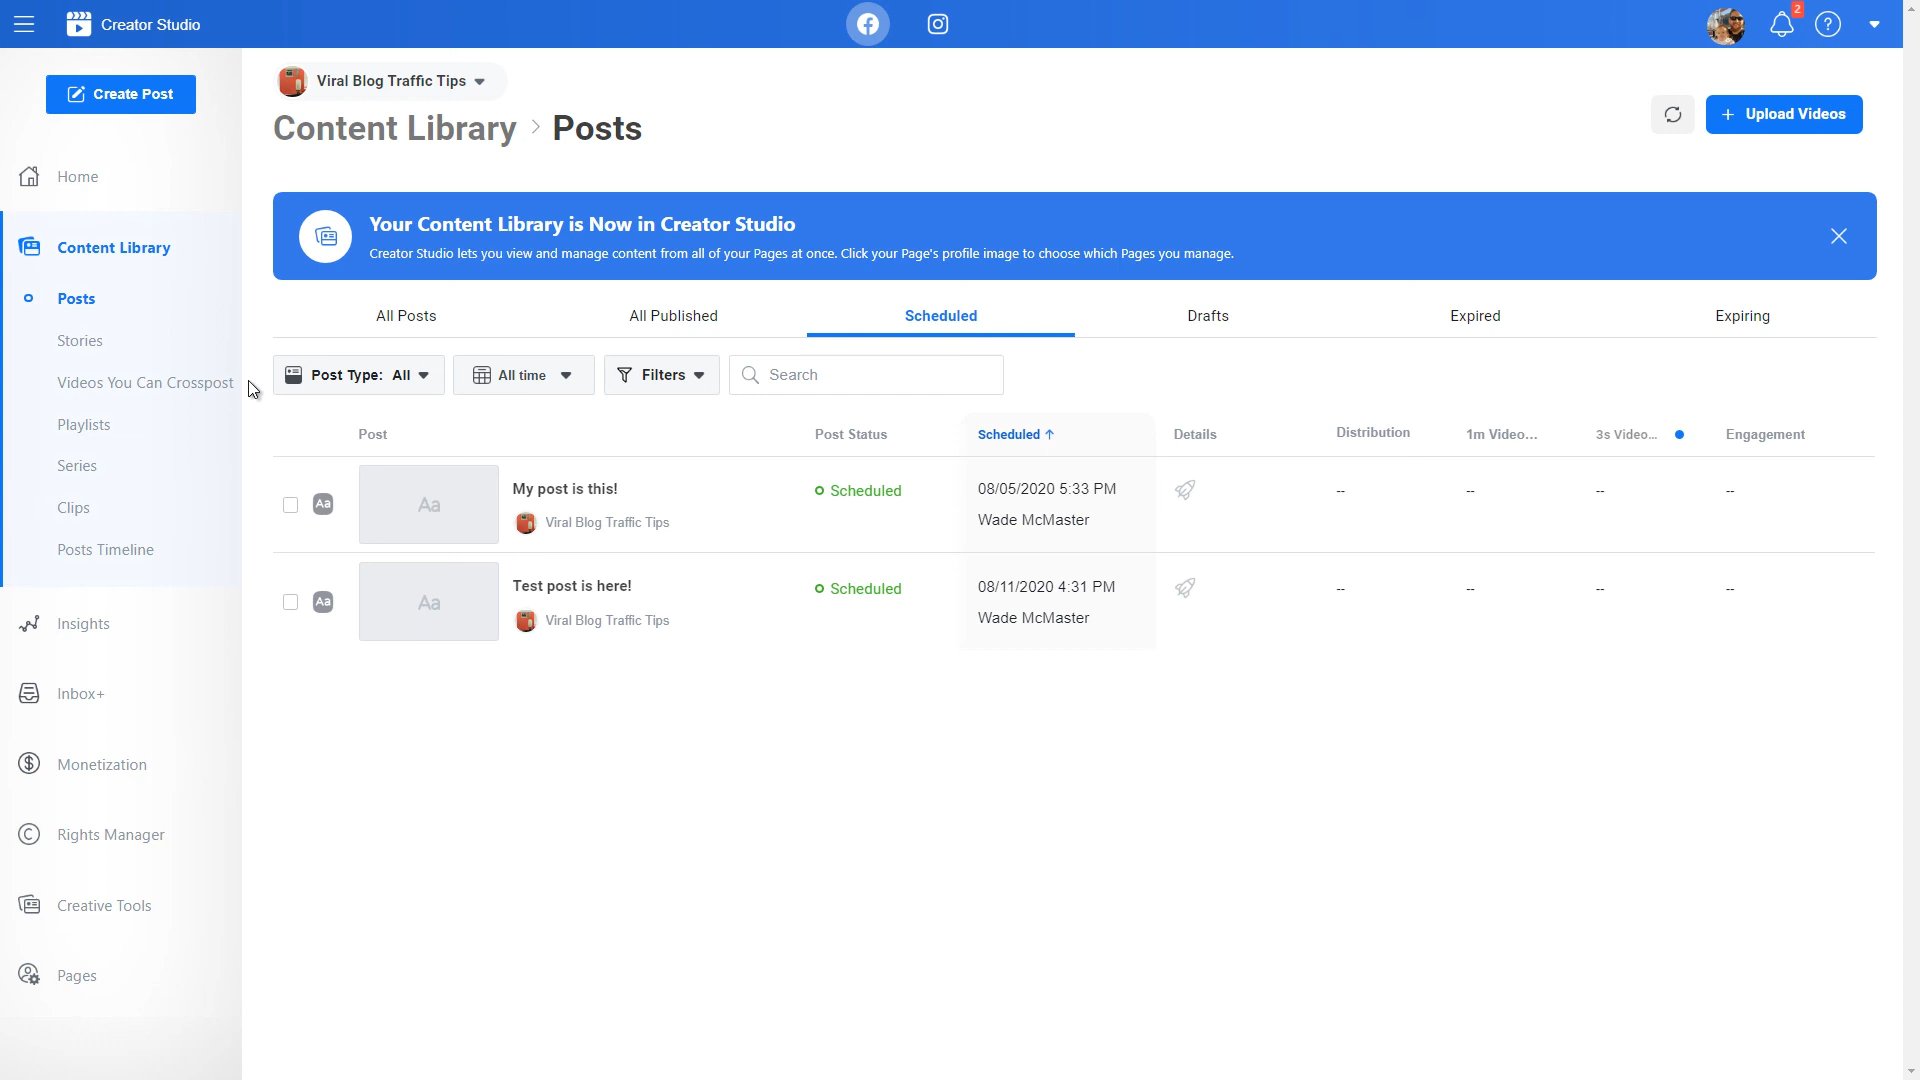 Creator Studio
2
Create Post
Viral Blog Traffic Tips
Content Library > Posts
Upload Videos
Home
Content Library
Posts
Stories
Videos You Can Crosspost
Playlists
Series
Clips
Posts Timeline
Insights
Inbox+
Monetization
Rights Manager
Creative Tools
Pages
Your Content Library is Now in Creator Studio
Creator Studio lets you view and manage content from all of your Pages at once. Click your Page's profile image to choose which Pages you manage.
All Posts All Published Scheduled Drafts Expired Expiring
Post Type: All All time Filters Search
Post Post Status Scheduled ↑ Details Distribution 1m Video... 3s Video... Engagement
Aa Aa My post is this! Scheduled 08/05/2020 5:33 PM -- -- -- --
Viral Blog Traffic Tips Wade McMaster
Aa Aa Test post is here! Scheduled 08/11/2020 4:31 PM -- -- -- --
Viral Blog Traffic Tips Wade McMaster